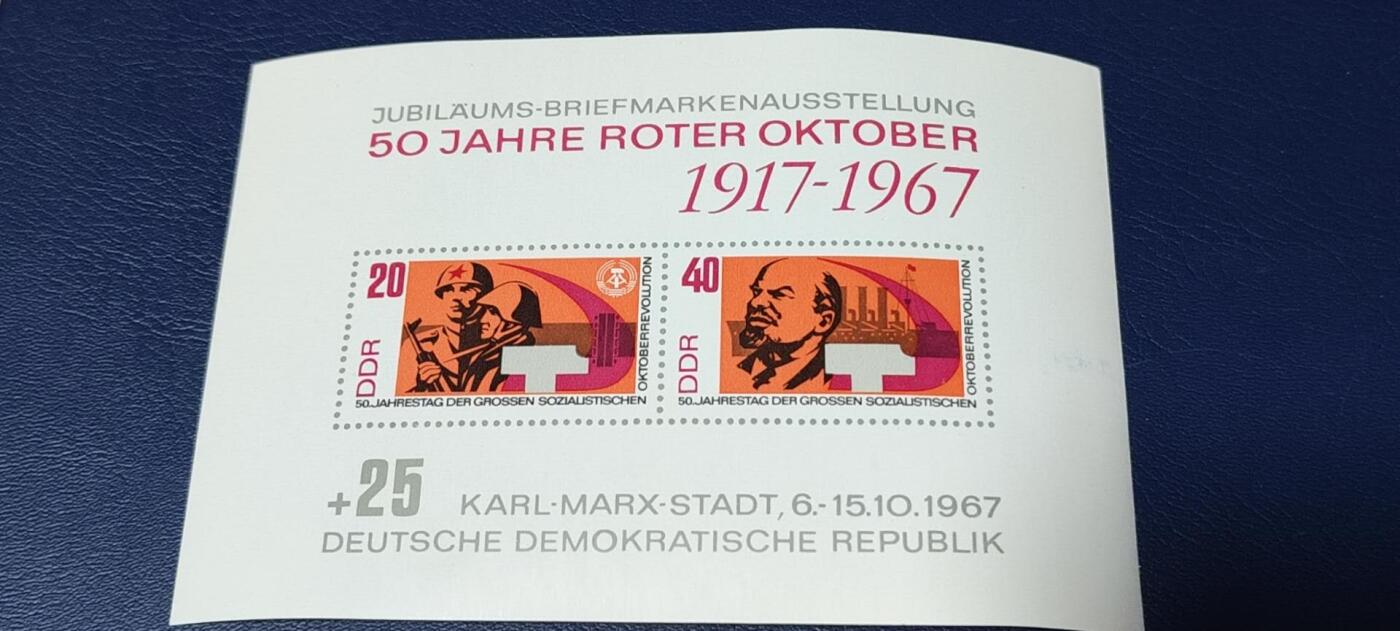 JUBILÄUMS-BRIEFMARKENAUSSTELLUNG
50 JAHRE ROTER OKTOBER
1917-1967
20
DDR
50. JAHRESTAG DER GROSSEN SOZIALISTISCHEN
OKTOBERREVOLUTION
40
DDR
50. JAHRESTAG DER GROSSEN SOZIALISTISCHEN
OKTOBERREVOLUTION
+25 KARL-MARX-STADT, 6.-15.10.1967
DEUTSCHE DEMOKRATISCHE REPUBLIK